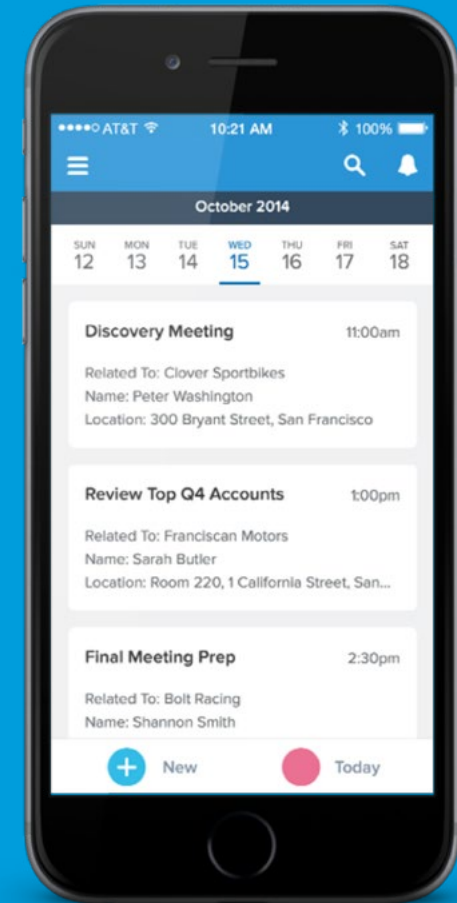 AT&T 10:21 AM 100%
October 2014
SUN MON TUE WED THU FRI SAT
12 13 14 15 16 17 18
Discovery Meeting 11:00am
Related To: Clover Sportbikes
Name: Peter Washington
Location: 300 Bryant Street, San Francisco
Review Top Q4 Accounts 1:00pm
Related To: Franciscan Motors
Name: Sarah Butler
Location: Room 220, 1 California Street, San...
Final Meeting Prep 2:30pm
Related To: Bolt Racing
Name: Shannon Smith
+ New Today